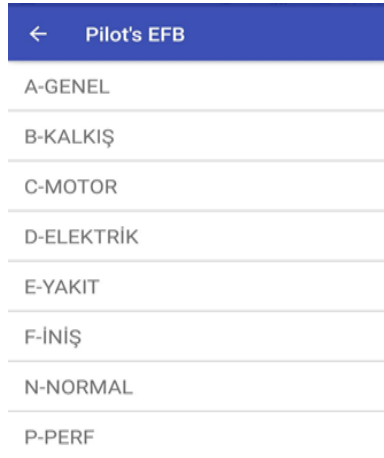 Pilot's EFB
A-GENEL
B-KALKIŞ
C-MOTOR
D-ELEKTRİK
E-YAKIT
F-İNİŞ
N-NORMAL
P-PERF